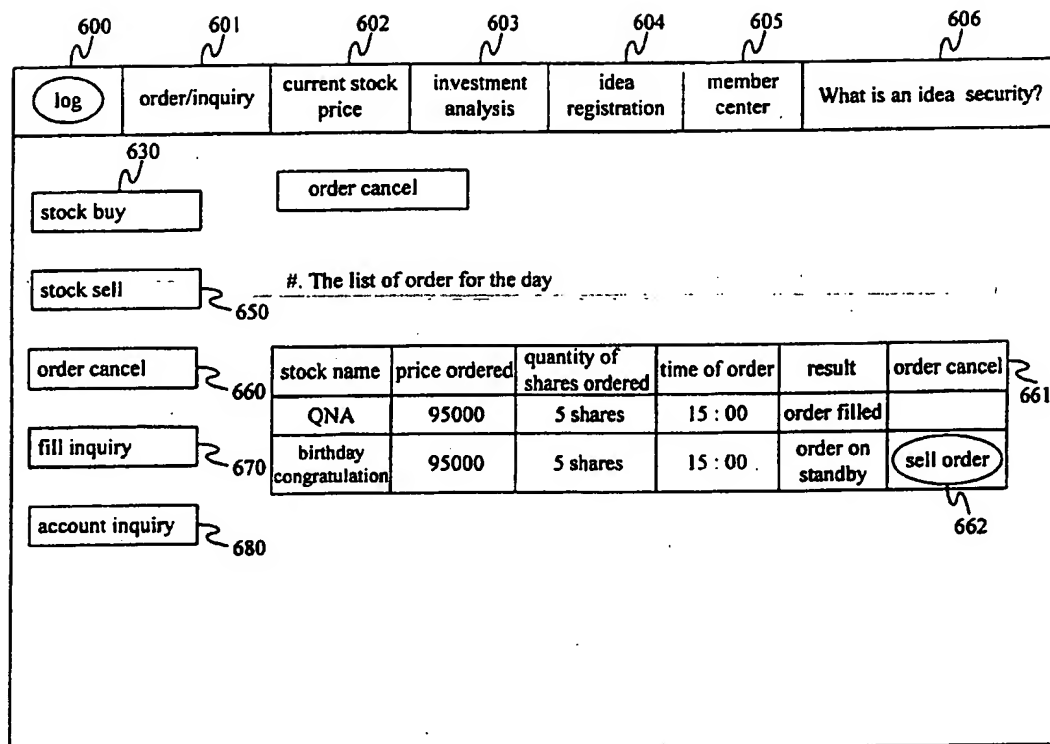 600 601 602 603 604 605 606
log order/inquiry current stock price investment analysis idea registration member center What is an idea security?
630
stock buy order cancel
stock sell #. The list of order for the day
650
order cancel
660
stock name price ordered quantity of shares ordered time of order result order cancel
661
QNA 95000 5 shares 15 : 00 order filled
fill inquiry
670
birthday congratulation 95000 5 shares 15 : 00 order on standby sell order
662
account inquiry
680